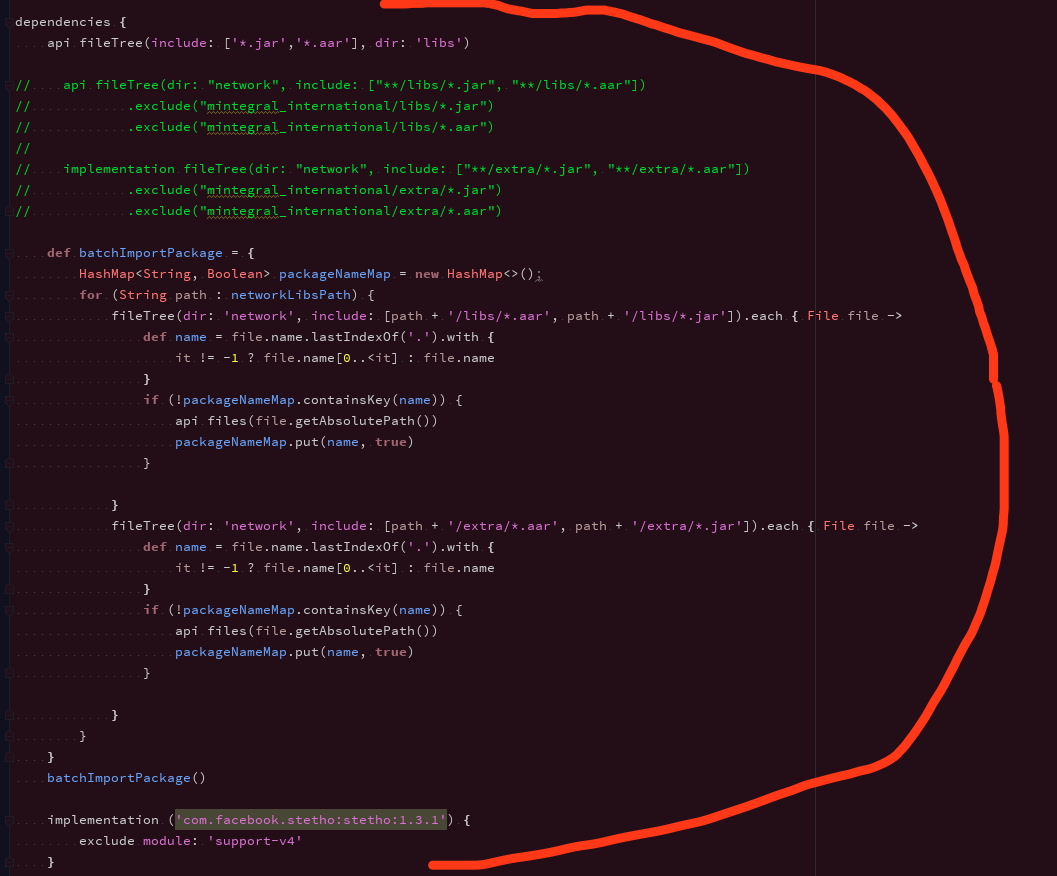 dependencies {
    api fileTree(include: ['*.jar','*.aar'], dir: 'libs')
//    api fileTree(dir: "network", include: ["**/libs/*.jar", "**/libs/*.aar"])
//            .exclude("mintegral_international/libs/*.jar")
//            .exclude("mintegral_international/libs/*.aar")
//
//    implementation fileTree(dir: "network", include: ["**/extra/*.jar", "**/extra/*.aar"])
//            .exclude("mintegral_international/extra/*.jar")
//            .exclude("mintegral_international/extra/*.aar")
    def batchImportPackage = {
        HashMap<String, Boolean> packageNameMap = new HashMap<>();
        for (String path : networkLibsPath) {
            fileTree(dir: 'network', include: [path + '/libs/*.aar', path + '/libs/*.jar']).each { File file ->
                def name = file.name.lastIndexOf('.').with {
                    it != -1 ? file.name[0..<it] : file.name
                }
                if (!packageNameMap.containsKey(name)) {
                    api files(file.getAbsolutePath())
                    packageNameMap.put(name, true)
                }
            }
            fileTree(dir: 'network', include: [path + '/extra/*.aar', path + '/extra/*.jar']).each { File file ->
                def name = file.name.lastIndexOf('.').with {
                    it != -1 ? file.name[0..<it] : file.name
                }
                if (!packageNameMap.containsKey(name)) {
                    api files(file.getAbsolutePath())
                    packageNameMap.put(name, true)
                }
            }
        }
    }
    batchImportPackage()
    implementation ('com.facebook.stetho:stetho:1.3.1') {
        exclude module: 'support-v4'
    }